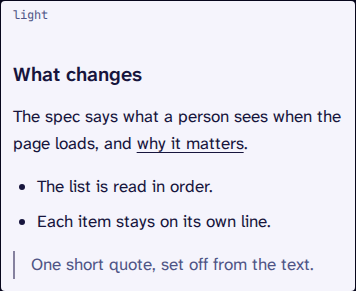 light
What changes
The spec says what a person sees when the
page loads, and why it matters.
The list is read in order.
Each item stays on its own line.
One short quote, set off from the text.